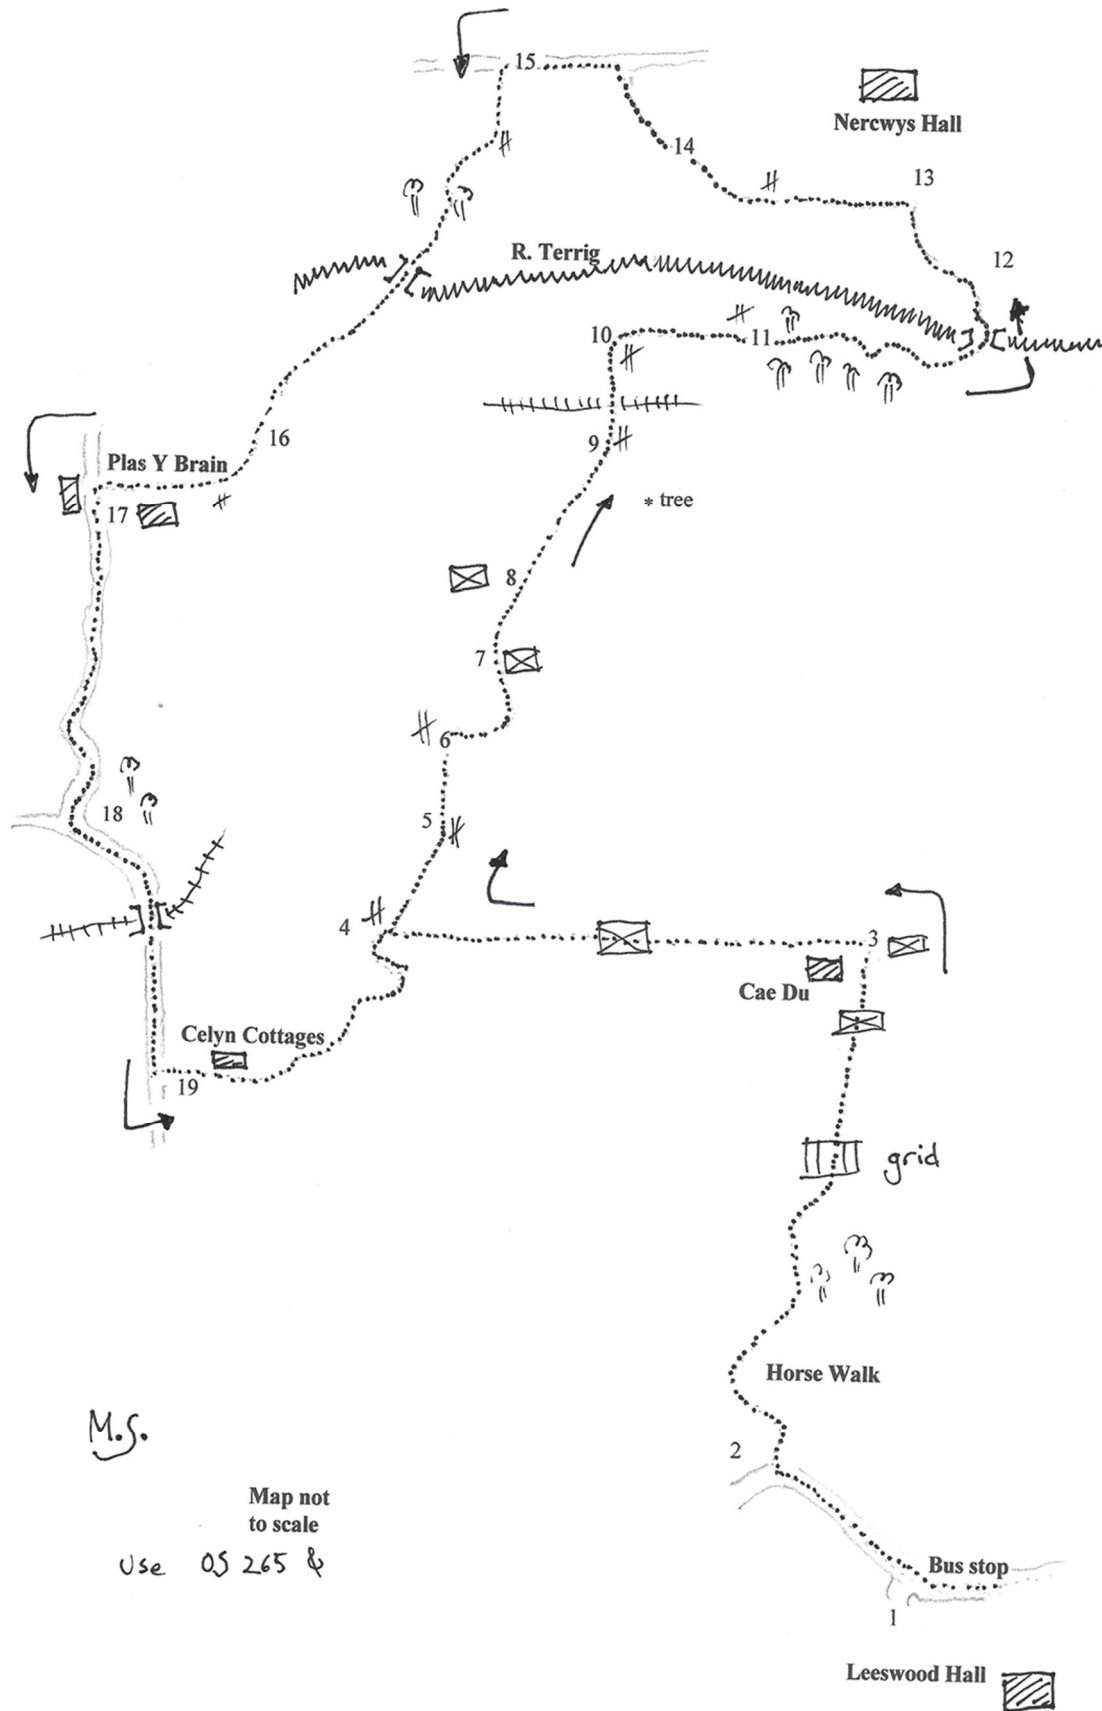 15
Nercwys Hall
14
13
R. Terrig
12
10
11
9
16
Plas Y Brain
17
* tree
8
7
6
5
18
4
3
Cae Du
Celyn Cottages
19
grid
Horse Walk
M.S.
2
Map not
to scale
Use OS 265 &
Bus stop
1
Leeswood Hall